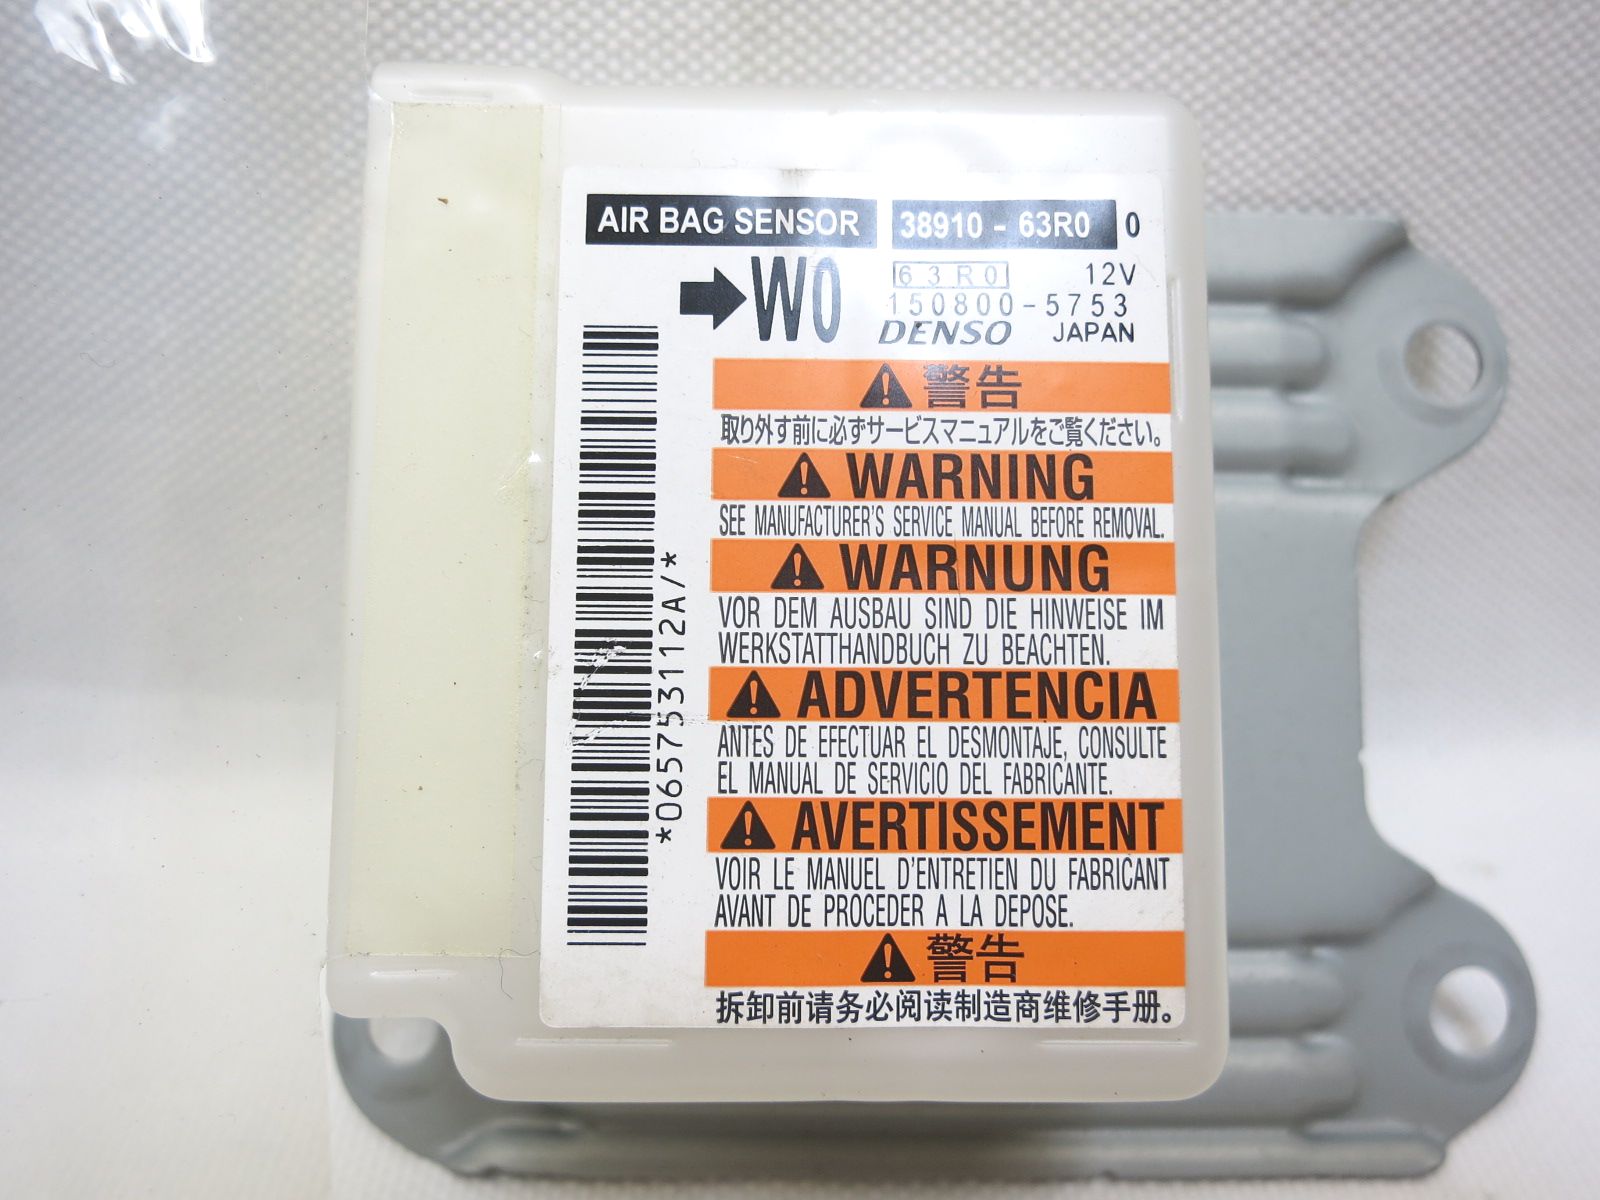 AIR BAG SENSOR 38910 - 63R0 0
W0 63R0 12V
150800-5753
DENSO JAPAN
警告
取り外す前に必ずサービスマニュアルをご覧ください。
WARNING
SEE MANUFACTURER'S SERVICE MANUAL BEFORE REMOVAL.
WARNUNG
VOR DEM AUSBAU SIND DIE HINWEISE IM
WERKSTATTHANDBUCH ZU BEACHTEN.
ADVERTENCIA
ANTES DE EFECTUAR EL DESMONTAJE, CONSULTE
EL MANUAL DE SERVICIO DEL FABRICANTE.
AVERTISSEMENT
VOIR LE MANUEL D'ENTRETIEN DU FABRICANT
AVANT DE PROCEDER A LA DEPOSE.
警告
拆卸前请务必阅读制造商维修手册。
*065753112A/*